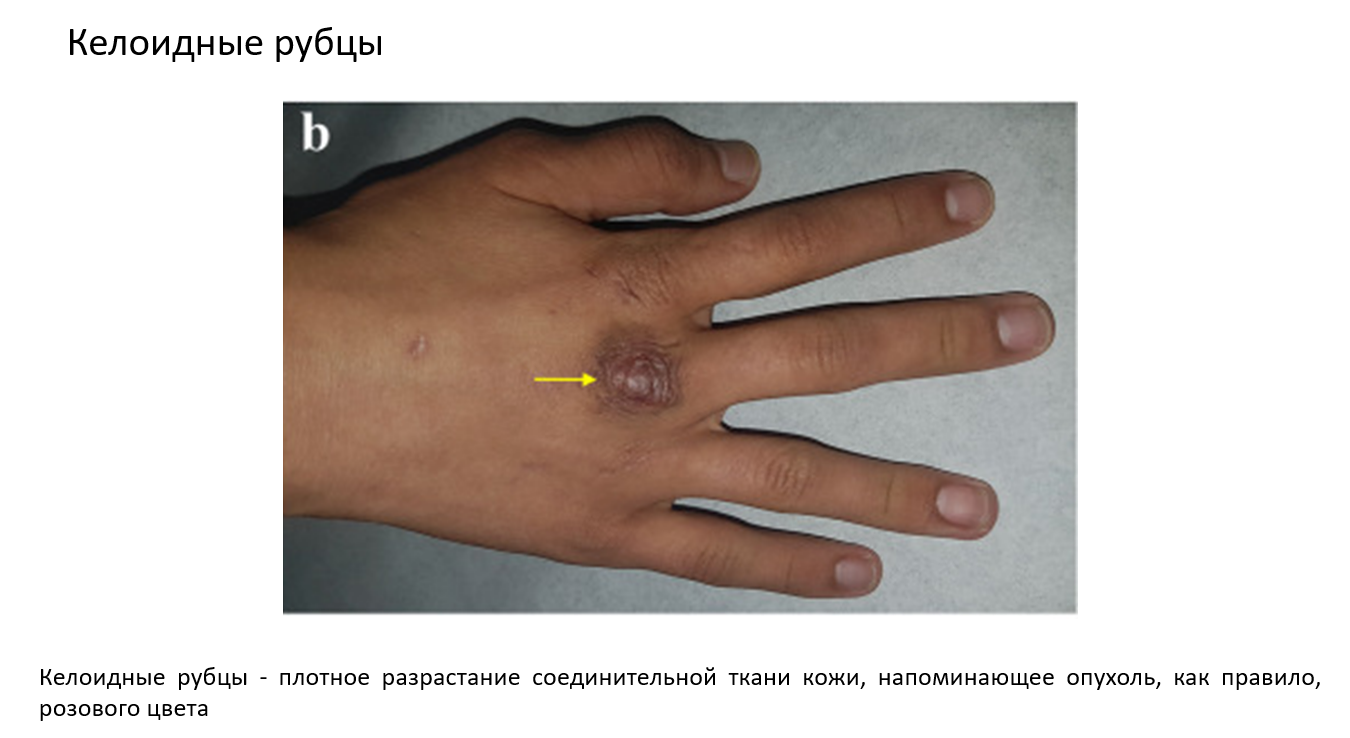 Келоидные рубцы
b
Келоидные рубцы - плотное разрастание соединительной ткани кожи, напоминающее опухоль, как правило,
розового цвета